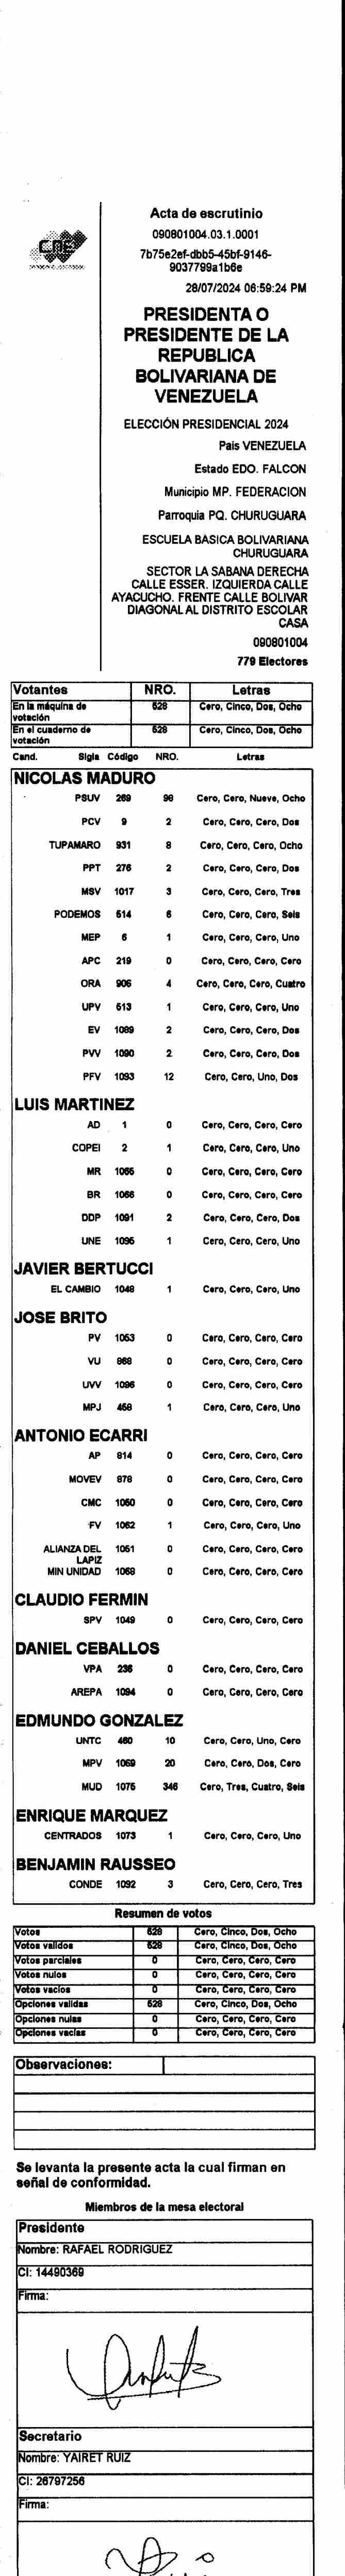 Acta de escrutinio
090801004.03.1.0001
CNE
7b75e2ef-dbb5-45bf-9146-
9037799a1b6e
28/07/2024 06:59:24 PM
PRESIDENTA O
PRESIDENTE DE LA
REPUBLICA
BOLIVARIANA DE
VENEZUELA
ELECCIÓN PRESIDENCIAL 2024
Pais VENEZUELA
Estado EDO. FALCON
Municipio MP. FEDERACION
Parroquia PQ. CHURUGUARA
ESCUELA BÁSICA BOLIVARIANA
CHURUGUARA
SECTOR LA SABANA DERECHA
CALLE ESSER. IZQUIERDA CALLE
AYACUCHO. FRENTE CALLE BOLIVAR
DIAGONAL AL DISTRITO ESCOLAR
CASA
090801004
779 Electores
Votantes NRO. Letras
En la máquina de votación 528 Cero, Cinco, Dos, Ocho
En el cuaderno de votación 528 Cero, Cinco, Dos, Ocho
Cand. Sigla Código NRO. Letras
NICOLAS MADURO
PSUV 269 98 Cero, Cero, Nueve, Ocho
PCV 9 2 Cero, Cero, Cero, Dos
TUPAMARO 931 8 Cero, Cero, Cero, Ocho
PPT 276 2 Cero, Cero, Cero, Dos
MSV 1017 3 Cero, Cero, Cero, Tres
PODEMOS 514 6 Cero, Cero, Cero, Seis
MEP 6 1 Cero, Cero, Cero, Uno
APC 219 0 Cero, Cero, Cero, Cero
ORA 906 4 Cero, Cero, Cero, Cuatro
UPV 513 1 Cero, Cero, Cero, Uno
EV 1089 2 Cero, Cero, Cero, Dos
PVV 1090 2 Cero, Cero, Cero, Dos
PFV 1093 12 Cero, Cero, Uno, Dos
LUIS MARTINEZ
AD 1 0 Cero, Cero, Cero, Cero
COPEI 2 1 Cero, Cero, Cero, Uno
MR 1065 0 Cero, Cero, Cero, Cero
BR 1066 0 Cero, Cero, Cero, Cero
DDP 1091 2 Cero, Cero, Cero, Dos
UNE 1095 1 Cero, Cero, Cero, Uno
JAVIER BERTUCCI
EL CAMBIO 1048 1 Cero, Cero, Cero, Uno
JOSE BRITO
PV 1053 0 Cero, Cero, Cero, Cero
VU 968 0 Cero, Cero, Cero, Cero
UVV 1096 0 Cero, Cero, Cero, Cero
MPJ 458 1 Cero, Cero, Cero, Uno
ANTONIO ECARRI
AP 814 0 Cero, Cero, Cero, Cero
MOVEV 878 0 Cero, Cero, Cero, Cero
CMC 1050 0 Cero, Cero, Cero, Cero
FV 1062 1 Cero, Cero, Cero, Uno
ALIANZA DEL LAPIZ 1051 0 Cero, Cero, Cero, Cero
MIN UNIDAD 1058 0 Cero, Cero, Cero, Cero
CLAUDIO FERMIN
SPV 1049 0 Cero, Cero, Cero, Cero
DANIEL CEBALLOS
VPA 236 0 Cero, Cero, Cero, Cero
AREPA 1094 0 Cero, Cero, Cero, Cero
EDMUNDO GONZALEZ
UNTC 460 10 Cero, Cero, Uno, Cero
MPV 1069 20 Cero, Cero, Dos, Cero
MUD 1075 346 Cero, Tres, Cuatro, Seis
ENRIQUE MARQUEZ
CENTRADOS 1073 1 Cero, Cero, Cero, Uno
BENJAMIN RAUSSEO
CONDE 1092 3 Cero, Cero, Cero, Tres
Resumen de votos
Votos 528 Cero, Cinco, Dos, Ocho
Votos validos 528 Cero, Cinco, Dos, Ocho
Votos parciales 0 Cero, Cero, Cero, Cero
Votos nulos 0 Cero, Cero, Cero, Cero
Votos vacios 0 Cero, Cero, Cero, Cero
Opciones validas 528 Cero, Cinco, Dos, Ocho
Opciones nulas 0 Cero, Cero, Cero, Cero
Opciones vacias 0 Cero, Cero, Cero, Cero
Observaciones:
Se levanta la presente acta la cual firman en
señal de conformidad.
Miembros de la mesa electoral
Presidente
Nombre: RAFAEL RODRIGUEZ
CI: 14490369
Firma:
Secretario
Nombre: YAIRET RUIZ
CI: 26797256
Firma: